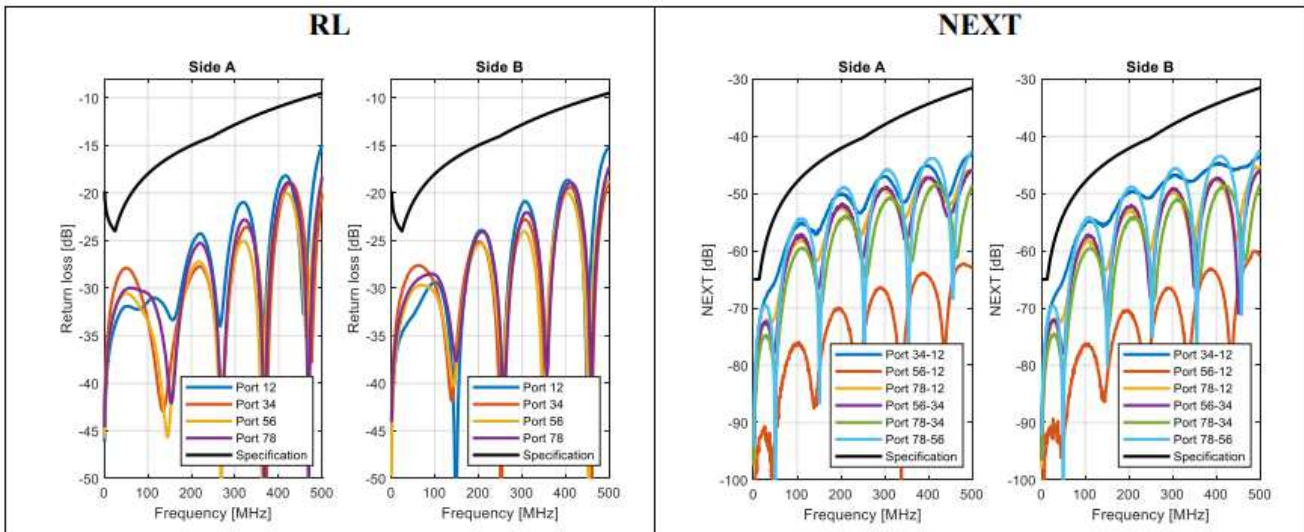 RL
Side A
-10
-15
-20
-25
-30
-35
-40
-45
-50
Return loss [dB]
0 100 200 300 400 500
Frequency [MHz]
Port 12
Port 34
Port 56
Port 78
Specification
Side B
-10
-15
-20
-25
-30
-35
-40
-45
-50
Return loss [dB]
0 100 200 300 400 500
Frequency [MHz]
Port 12
Port 34
Port 56
Port 78
Specification
NEXT
Side A
-30
-40
-50
-60
-70
-80
-90
-100
NEXT [dB]
0 100 200 300 400 500
Frequency [MHz]
Port 34-12
Port 56-12
Port 78-12
Port 56-34
Port 78-34
Port 78-56
Specification
Side B
-30
-40
-50
-60
-70
-80
-90
-100
NEXT [dB]
0 100 200 300 400 500
Frequency [MHz]
Port 34-12
Port 56-12
Port 78-12
Port 56-34
Port 78-34
Port 78-56
Specification